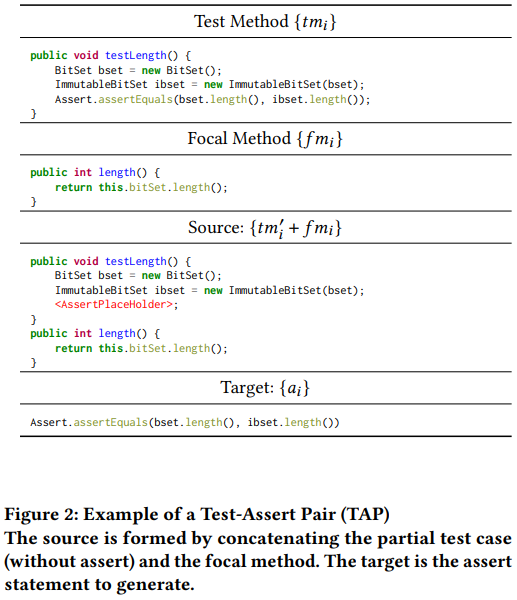 Test Method {tmᵢ}
public void testLength() {
    BitSet bset = new BitSet();
    ImmutableBitSet ibset = new ImmutableBitSet(bset);
    Assert.assertEquals(bset.length(), ibset.length());
}
Focal Method {fmᵢ}
public int length() {
    return this.bitSet.length();
}
Source: {tm′ᵢ + fmᵢ}
public void testLength() {
    BitSet bset = new BitSet();
    ImmutableBitSet ibset = new ImmutableBitSet(bset);
    <AssertPlaceHolder>;
}
public int length() {
    return this.bitSet.length();
}
Target: {aᵢ}
Assert.assertEquals(bset.length(), ibset.length())
Figure 2: Example of a Test-Assert Pair (TAP)
The source is formed by concatenating the partial test case
(without assert) and the focal method. The target is the assert
statement to generate.